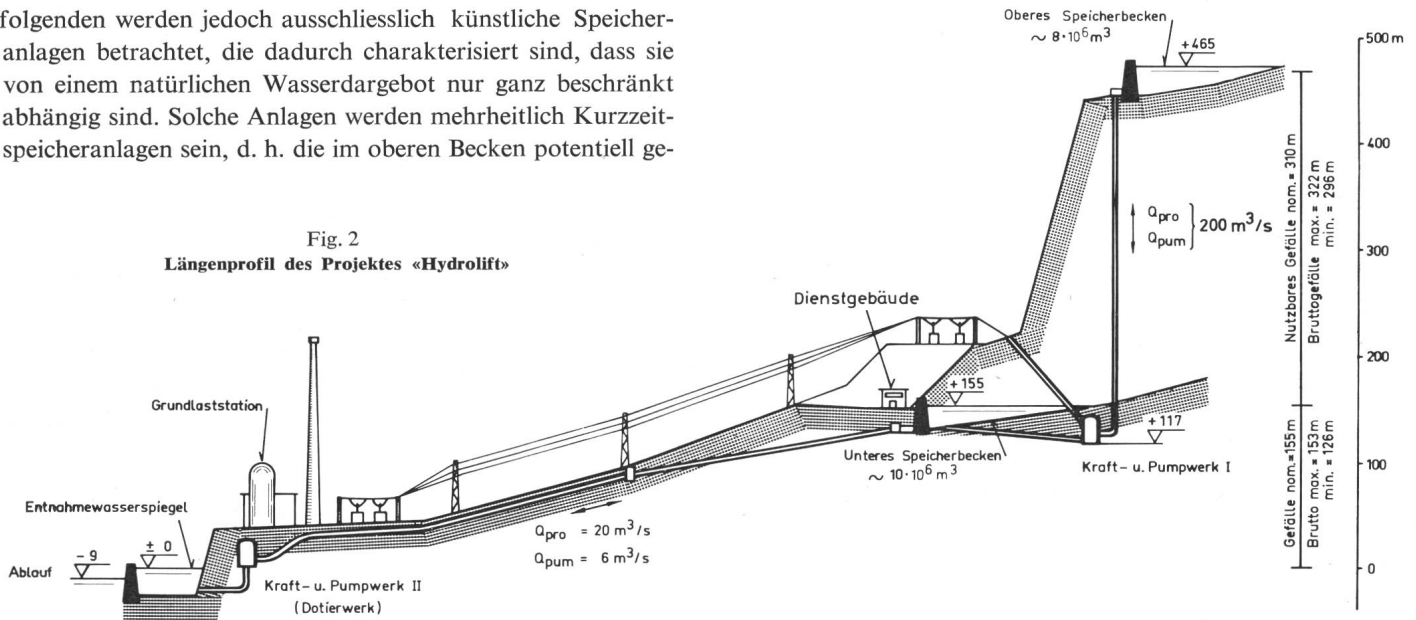 folgenden werden jedoch ausschliesslich künstliche Speicher-
anlagen betrachtet, die dadurch charakterisiert sind, dass sie
von einem natürlichen Wasserdargebot nur ganz beschränkt
abhängig sind. Solche Anlagen werden mehrheitlich Kurzzeit-
speicheranlagen sein, d. h. die im oberen Becken potentiell ge-
Fig. 2
Längenprofil des Projektes «Hydrolift»
Oberes Speicherbecken
~ 8·10⁶m³
+465
500 m
400
300
200
100
0
Nutzbares Gefälle nom. = 310 m
Bruttogefälle max. = 322 m
min. = 296 m
Qpro
Qpum } 200 m³/s
Dienstgebäude
+155
+117
Unteres Speicherbecken
~ 10·10⁶ m³
Kraft- u. Pumpwerk I
Gefälle nom.=155 m
Brutto max. = 153 m
min. = 126 m
Grundlaststation
Entnahmewasserspiegel
Qpro = 20 m³/s
Qpum = 6 m³/s
Ablauf
- 9
± 0
Kraft- u. Pumpwerk II
(Dotierwerk)